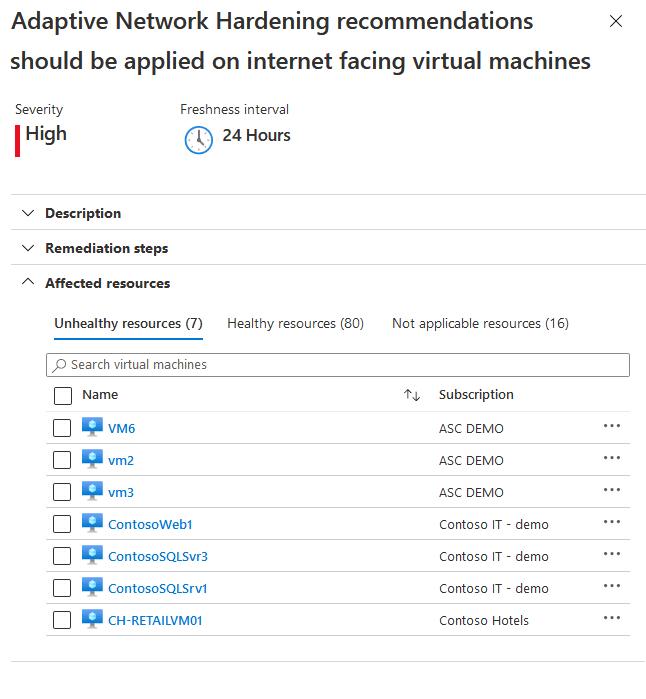 Adaptive Network Hardening recommendations
should be applied on internet facing virtual machines
Severity
Freshness interval
High
24 Hours
Description
Remediation steps
Affected resources
Unhealthy resources (7) Healthy resources (80) Not applicable resources (16)
Search virtual machines
Name Subscription
VM6 ASC DEMO
vm2 ASC DEMO
vm3 ASC DEMO
ContosoWeb1 Contoso IT - demo
ContosoSQLSvr3 Contoso IT - demo
ContosoSQLSrv1 Contoso IT - demo
CH-RETAILVM01 Contoso Hotels